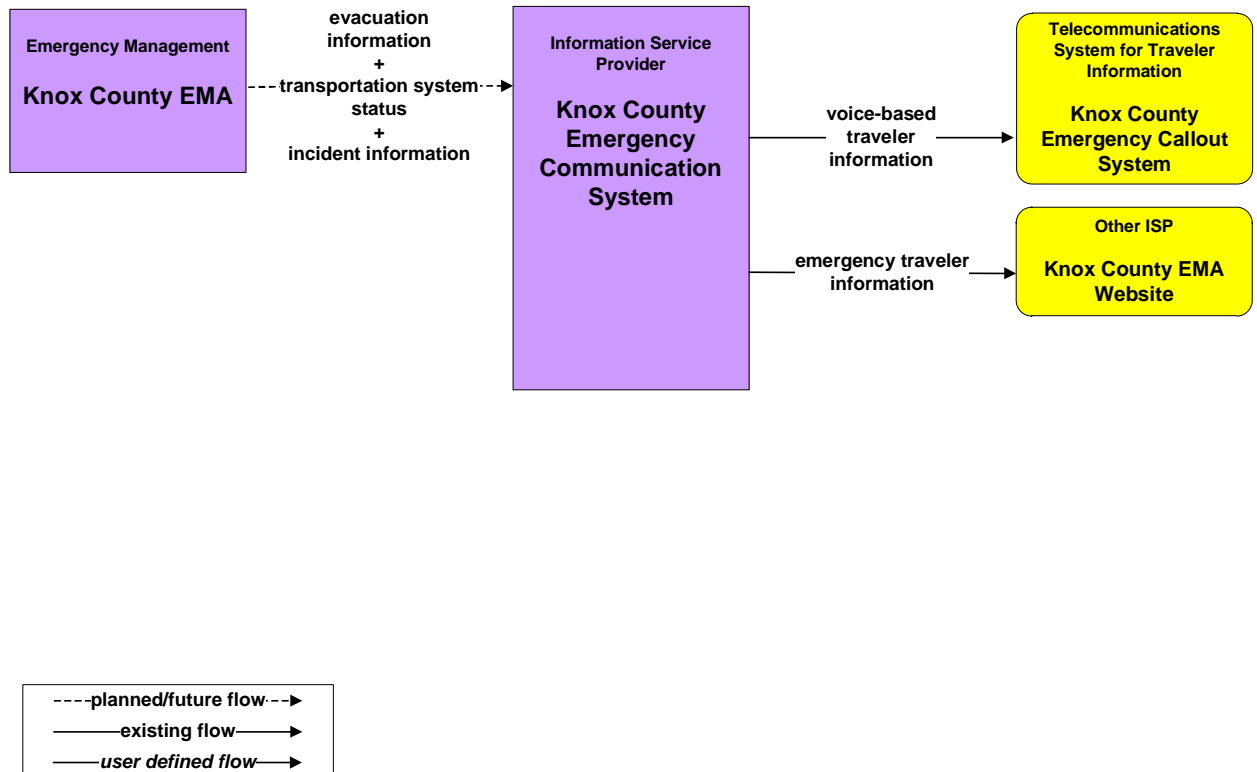 Emergency Management
Knox County EMA
evacuation
information
+
transportation system
status
+
incident information
Information Service
Provider
Knox County
Emergency
Communication
System
voice-based
traveler
information
emergency traveler
information
Telecommunications
System for Traveler
Information
Knox County
Emergency Callout
System
Other ISP
Knox County EMA
Website
planned/future flow
existing flow
user defined flow